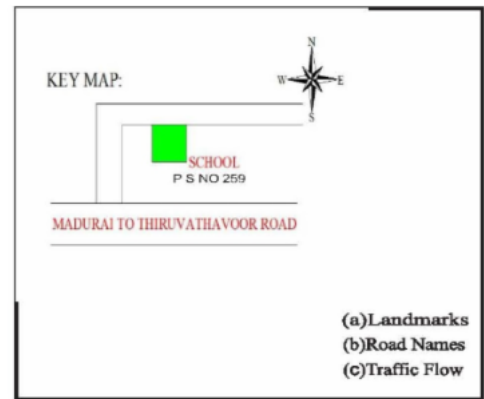 N
W E
S
KEY MAP:
SCHOOL
P S NO 259
MADURAI TO THIRUVATHAVOOR ROAD
(a)Landmarks
(b)Road Names
(c)Traffic Flow